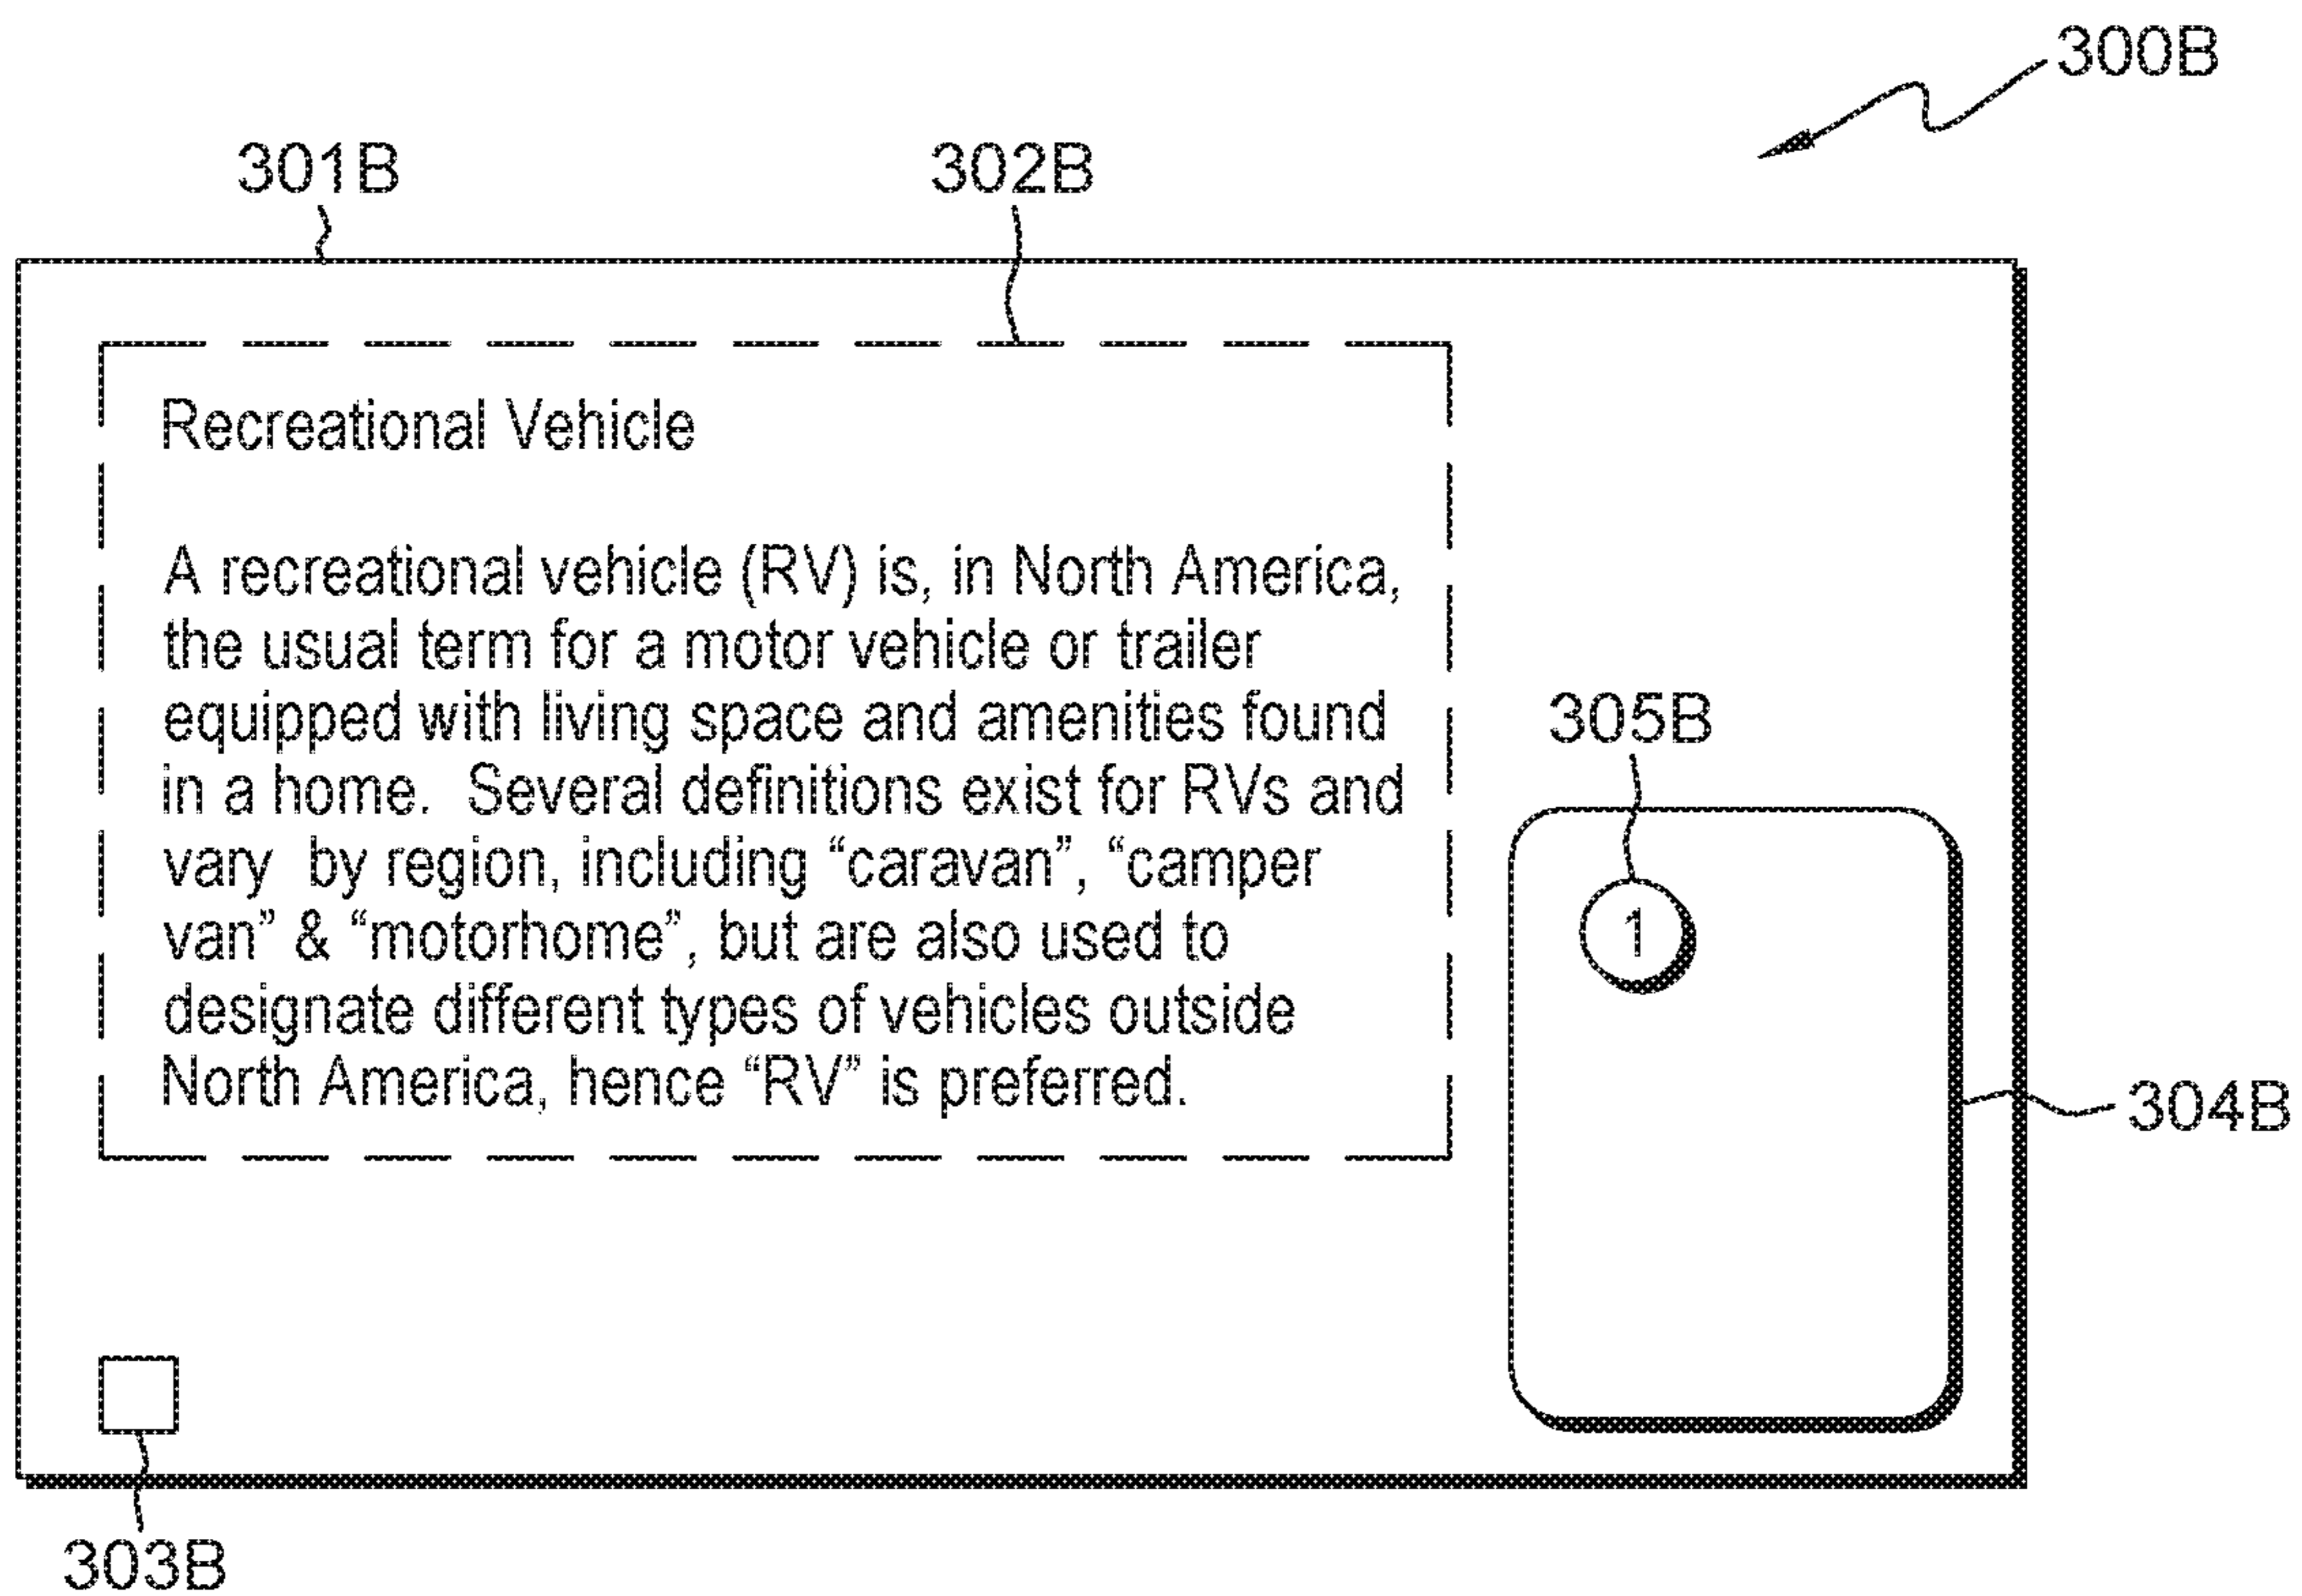 300B
301B
302B
Recreational Vehicle
A recreational vehicle (RV) is, in North America,
the usual term for a motor vehicle or trailer
equipped with living space and amenities found
in a home.  Several definitions exist for RVs and
vary  by region, including “caravan”, “camper
van” & “motorhome”, but are also used to
designate different types of vehicles outside
North America, hence “RV” is preferred.
305B
1
304B
303B